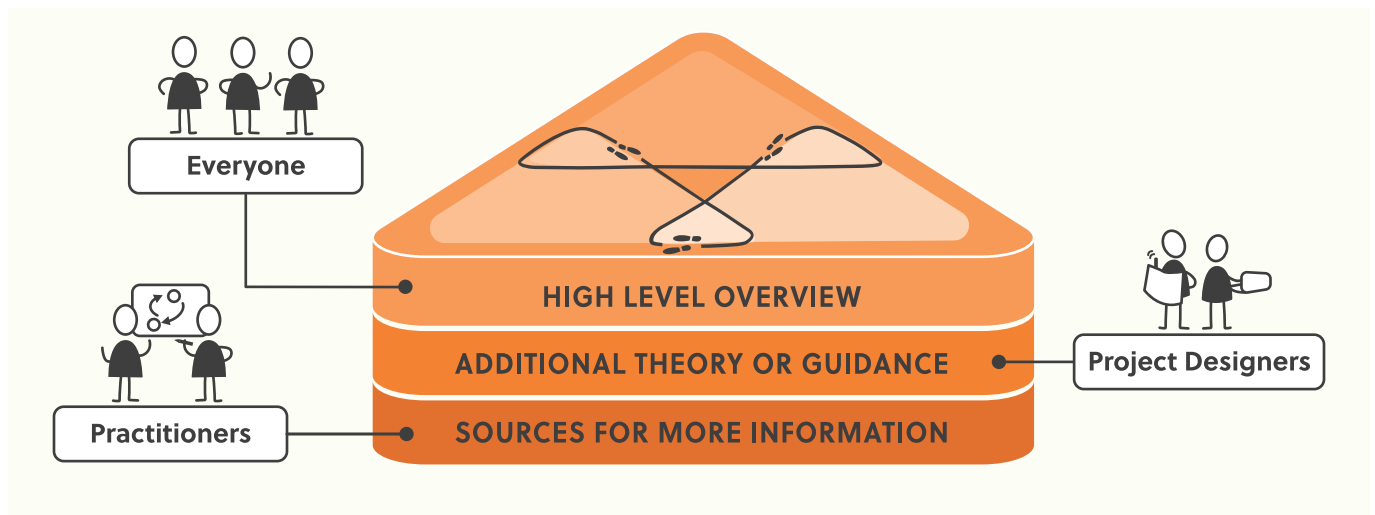 Everyone
HIGH LEVEL OVERVIEW
ADDITIONAL THEORY OR GUIDANCE
Project Designers
Practitioners
SOURCES FOR MORE INFORMATION